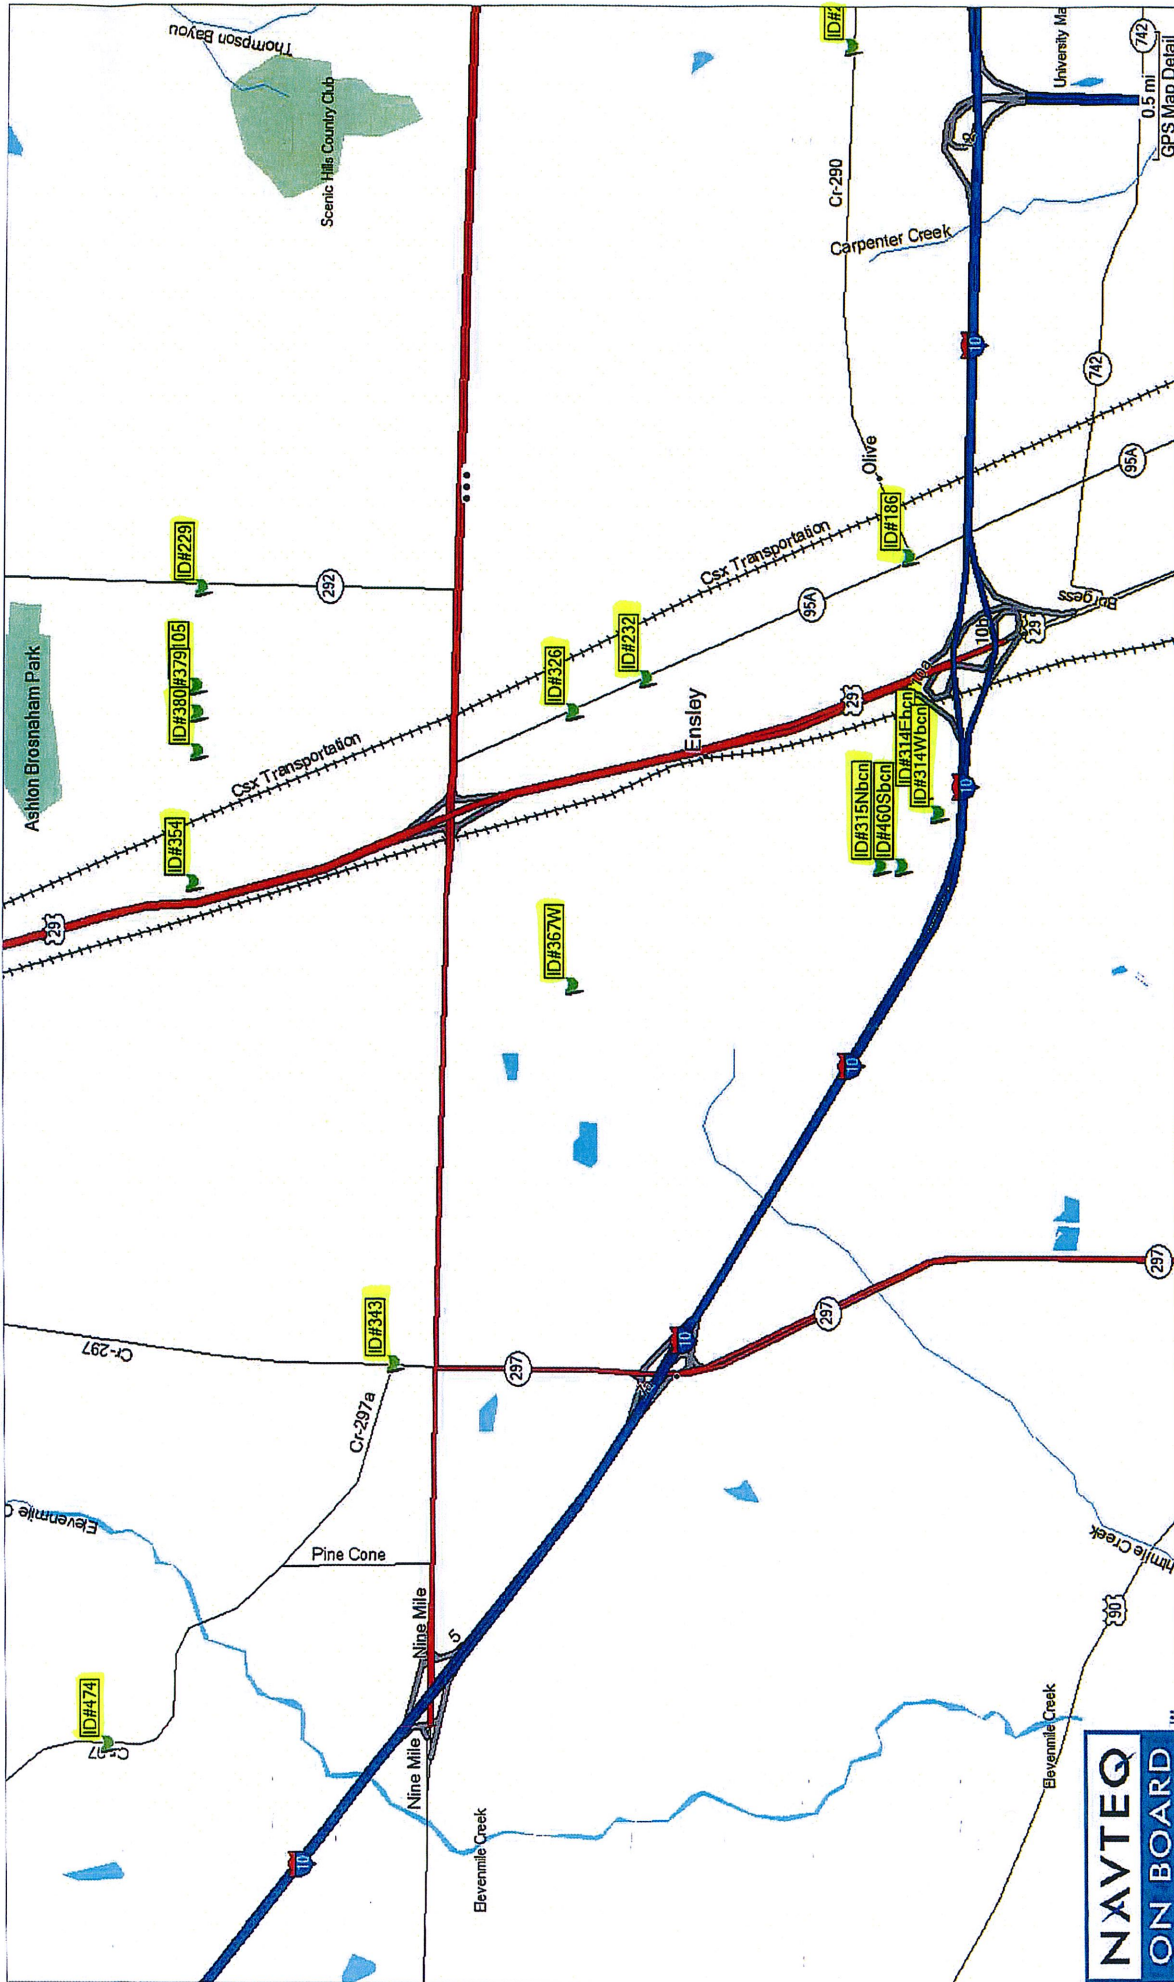 Ashton Brosnaham Park
Thompson Bayou
Scenic Hills Country Club
ID#474
Cr-97
Elevenmile C
Cr-297
Cr-297a
ID#343
Pine Cone
Nine Mile
Nine Mile
5
10
Elevenmile Creek
29
ID#354
ID#380
#379
105
ID#229
292
Csx Transportation
ID#367W
ID#326
ID#232
95A
Ensley
Csx Transportation
297
10
297
297
10
29
10a
10b
29
ID#315Nbcn
ID#460Sbcn
ID#314Ebcn
ID#314Wbcn
10
ID#186
Olive
Cr-290
ID#2
Carpenter Creek
10
Burgess
95A
742
742
University Ma
0.5 mi
GPS Map Detail
htmile Creek
90
Elevenmile Creek
NAVTEQ
ON BOARD